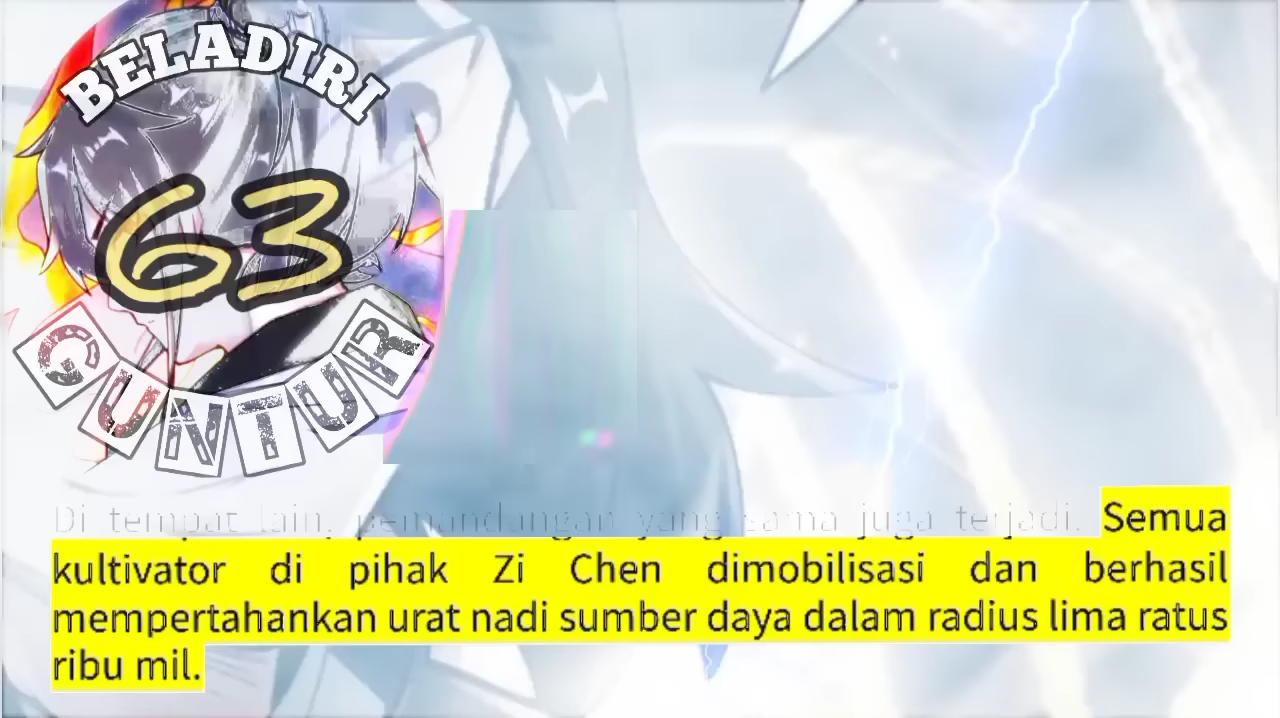 BELADIRI
63
GUNTUR
Di tempat lain, pemandangan yang sama juga terjadi. Semua
kultivator di pihak Zi Chen dimobilisasi dan berhasil
mempertahankan urat nadi sumber daya dalam radius lima ratus
ribu mil.